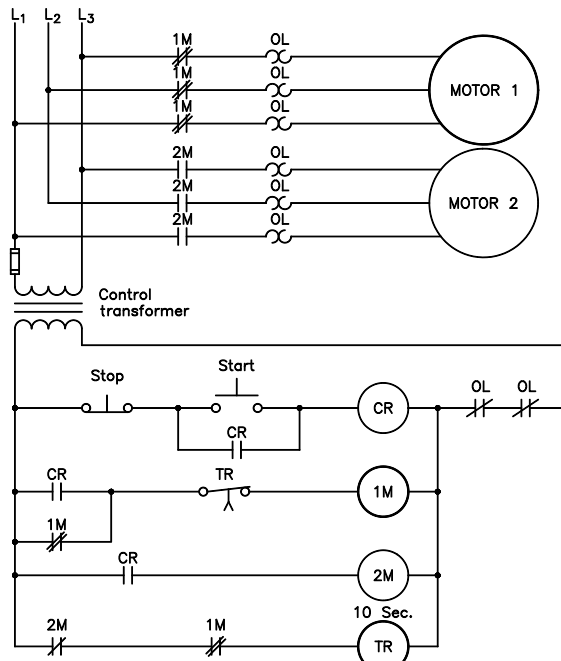 L1 L2 L3
1M OL
1M OL
MOTOR 1
1M OL
2M OL
2M OL
MOTOR 2
2M OL
Control
transformer
Stop
Start
CR
OL
OL
CR
CR
TR
1M
1M
CR
2M
10 Sec.
2M
1M
TR